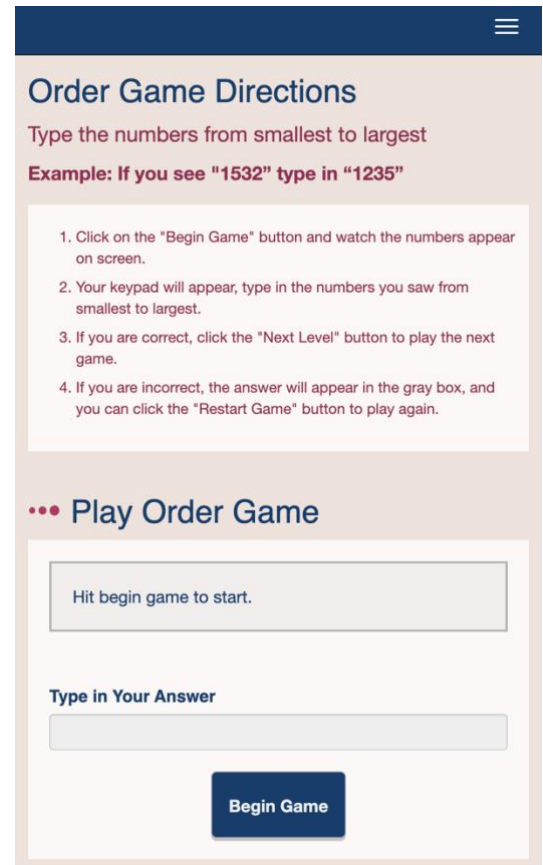 Order Game Directions
Type the numbers from smallest to largest
Example: If you see "1532” type in “1235”
1. Click on the "Begin Game" button and watch the numbers appear
on screen.
2. Your keypad will appear, type in the numbers you saw from
smallest to largest.
3. If you are correct, click the "Next Level" button to play the next
game.
4. If you are incorrect, the answer will appear in the gray box, and
you can click the "Restart Game" button to play again.
Play Order Game
Hit begin game to start.
Type in Your Answer
Begin Game